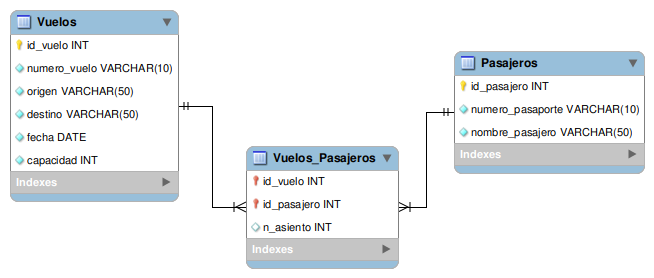 Vuelos
id_vuelo INT
numero_vuelo VARCHAR(10)
origen VARCHAR(50)
destino VARCHAR(50)
fecha DATE
capacidad INT
Indexes
Pasajeros
id_pasajero INT
numero_pasaporte VARCHAR(10)
nombre_pasajero VARCHAR(50)
Indexes
Vuelos_Pasajeros
id_vuelo INT
id_pasajero INT
n_asiento INT
Indexes